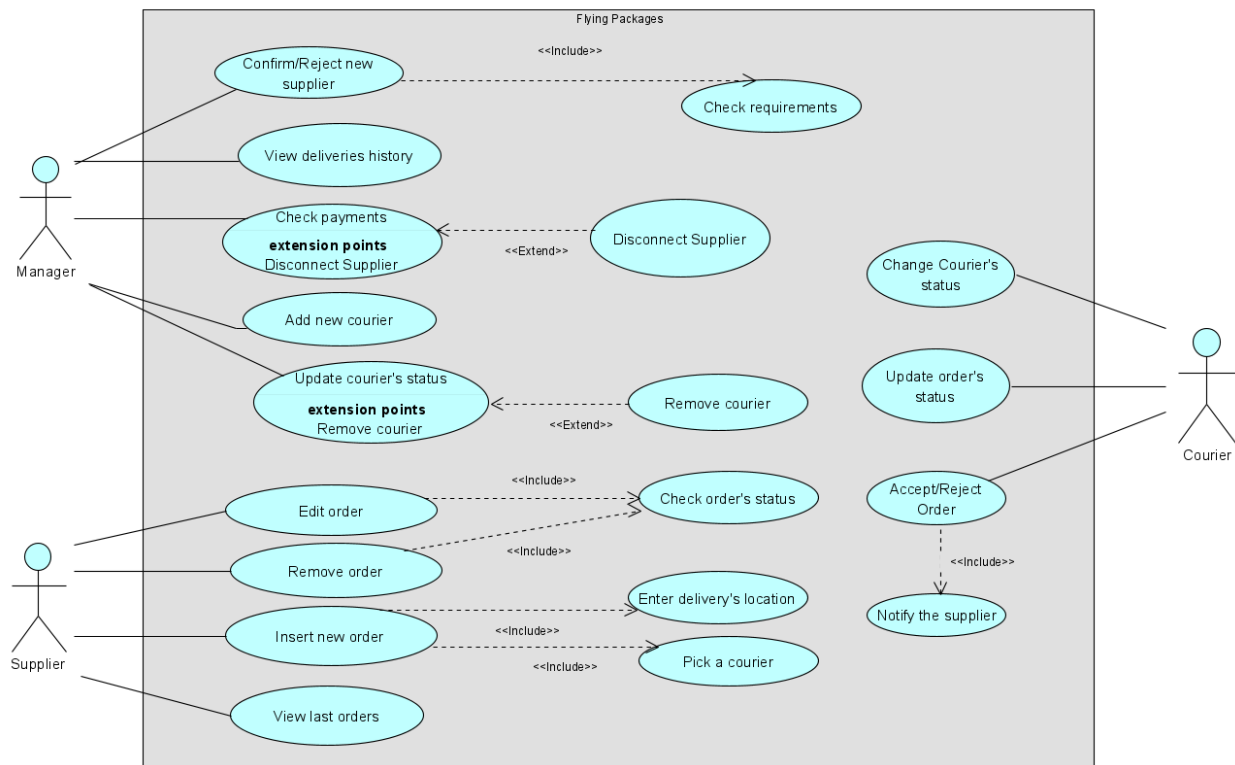 Flying Packages
<<Include>>
Confirm/Reject new
supplier
Check requirements
View deliveries history
Manager
Check payments
extension points
Disconnect Supplier
<<Extend>>
Disconnect Supplier
Change Courier's
status
Add new courier
Update courier's status
extension points
Remove courier
<<Extend>>
Remove courier
Update order's
status
Courier
Edit order
<<Include>>
Check order's status
Accept/Reject
Order
Remove order
<<Include>>
<<Include>>
Supplier
Insert new order
<<Include>>
Enter delivery's location
Notify the supplier
<<Include>>
Pick a courier
View last orders